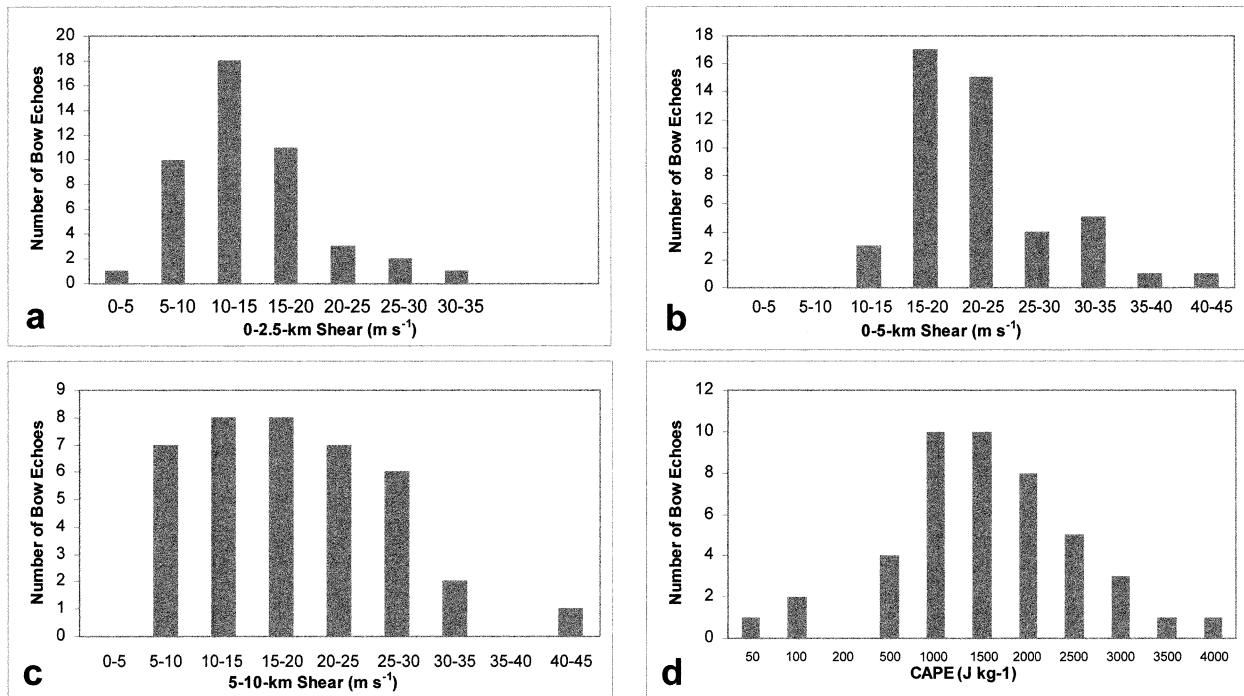 20
18
16
14
12
10
8
6
4
2
0
Number of Bow Echoes
0-5 5-10 10-15 15-20 20-25 25-30 30-35
a
0-2.5-km Shear (m s-1)
18
16
14
12
10
8
6
4
2
0
Number of Bow Echoes
0-5 5-10 10-15 15-20 20-25 25-30 30-35 35-40 40-45
b
0-5-km Shear (m s-1)
9
8
7
6
5
4
3
2
1
0
Number of Bow Echoes
0-5 5-10 10-15 15-20 20-25 25-30 30-35 35-40 40-45
c
5-10-km Shear (m s-1)
12
10
8
6
4
2
0
Number of Bow Echoes
50 100 200 500 1000 1500 2000 2500 3000 3500 4000
CAPE (J kg-1)
d